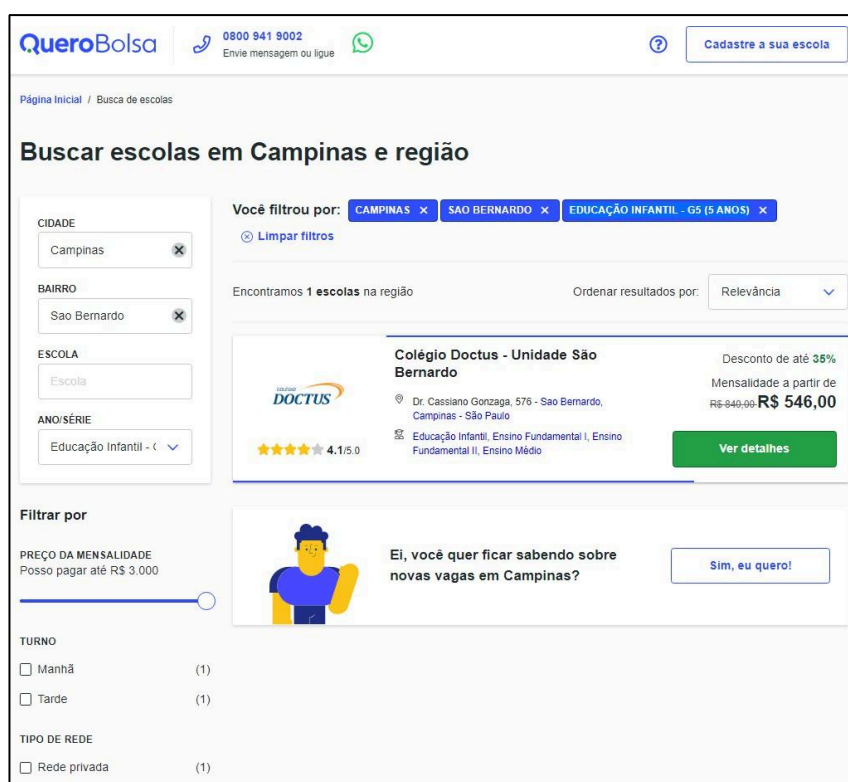 QueroBolsa
0800 941 9002
Envie mensagem ou ligue
Cadastre a sua escola
Página Inicial / Busca de escolas
Buscar escolas em Campinas e região
CIDADE
Campinas
BAIRRO
Sao Bernardo
ESCOLA
Escola
ANO/SÉRIE
Educação Infantil - (
Filtrar por
PREÇO DA MENSALIDADE
Posso pagar até R$ 3.000
TURNO
Manhã (1)
Tarde (1)
TIPO DE REDE
Rede privada (1)
Você filtrou por: CAMPINAS × SAO BERNARDO × EDUCAÇÃO INFANTIL - G5 (5 ANOS) ×
Limpar filtros
Encontramos 1 escolas na região
Ordenar resultados por: Relevância
COLÉGIO
DOCTUS
4.1/5.0
Colégio Doctus - Unidade São
Bernardo
Dr. Cassiano Gonzaga, 576 - Sao Bernardo,
Campinas - São Paulo
Educação Infantil, Ensino Fundamental I, Ensino
Fundamental II, Ensino Médio
Desconto de até 35%
Mensalidade a partir de
R$ 840,00 R$ 546,00
Ver detalhes
Ei, você quer ficar sabendo sobre
novas vagas em Campinas?
Sim, eu quero!